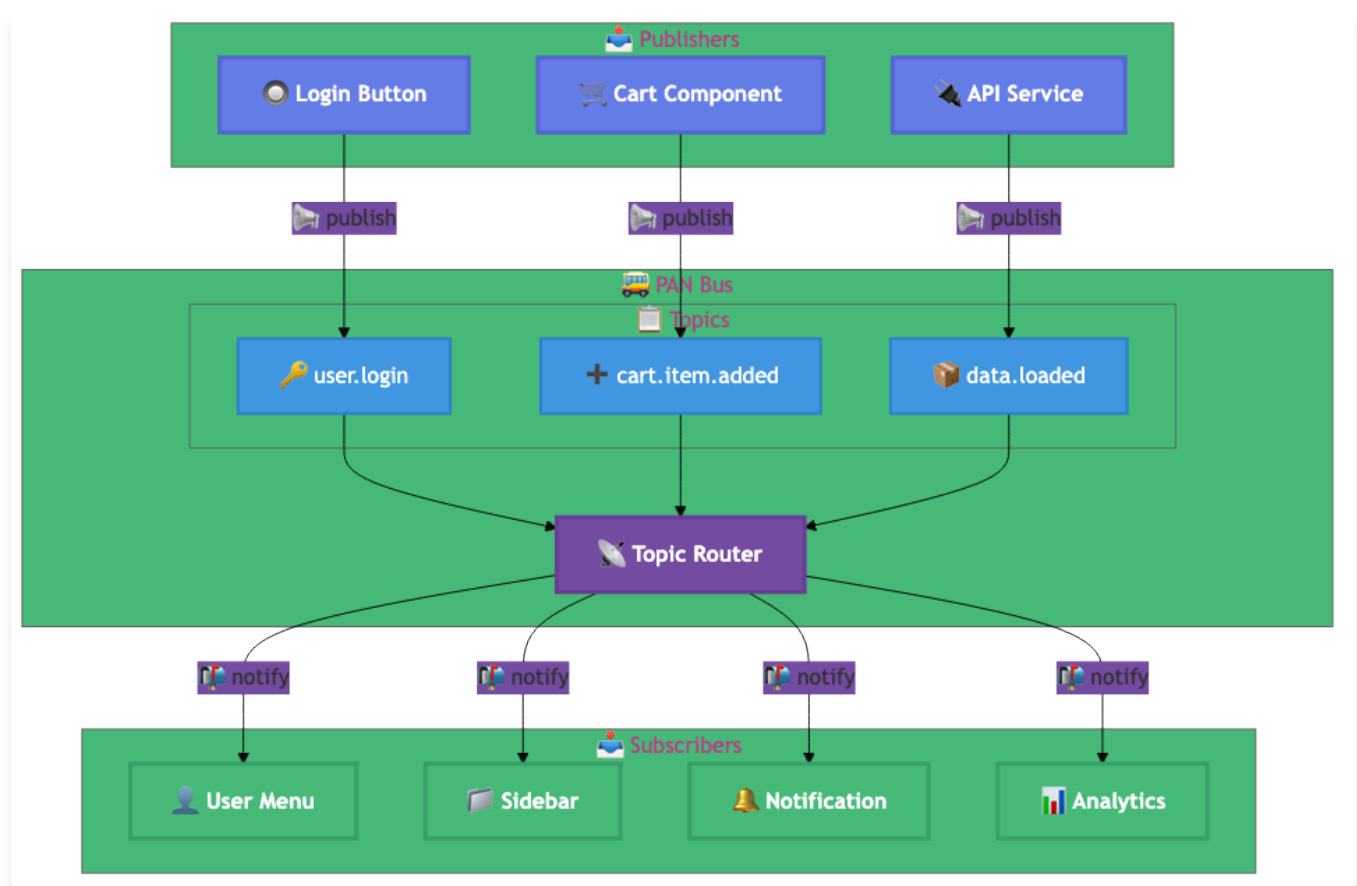 Publishers
Login Button
Cart Component
API Service
publish
publish
publish
PAN Bus
Topics
user.login
cart.item.added
data.loaded
Topic Router
notify
notify
notify
notify
Subscribers
User Menu
Sidebar
Notification
Analytics